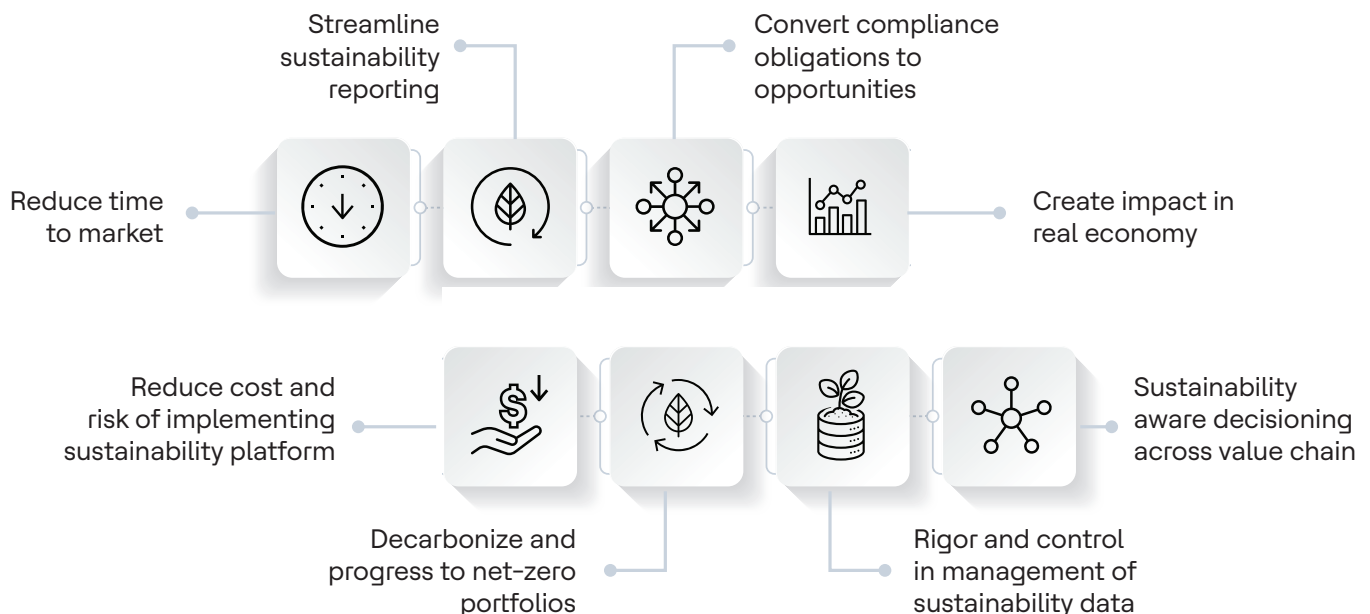 Streamline
sustainability
reporting
Convert compliance
obligations to
opportunities
Reduce time
to market
Create impact in
real economy
Reduce cost and
risk of implementing
sustainability platform
Sustainability
aware decisioning
across value chain
Decarbonize and
progress to net-zero
portfolios
Rigor and control
in management of
sustainability data